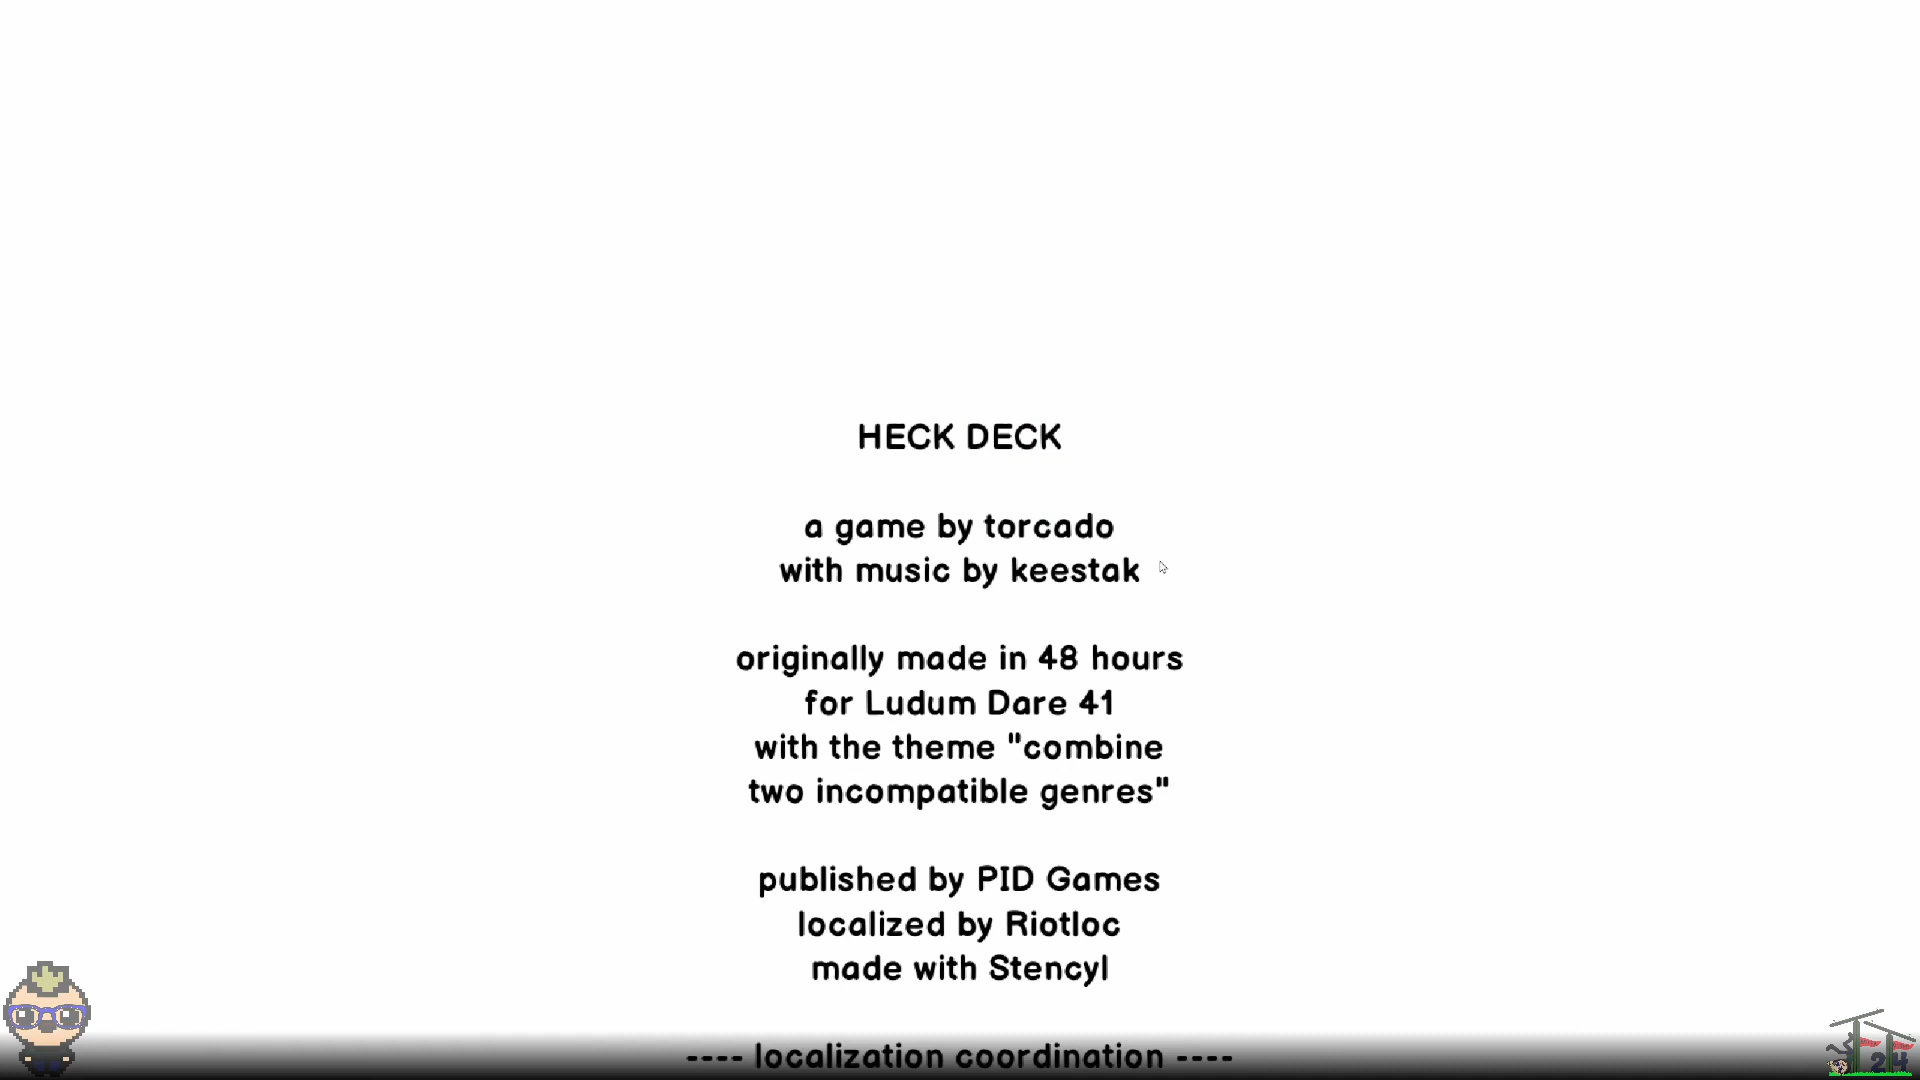 HECK DECK
a game by torcado
with music by keestak
originally made in 48 hours
for Ludum Dare 41
with the theme "combine
two incompatible genres"
published by PID Games
localized by Riotloc
made with Stencyl
---- localization coordination ----
24